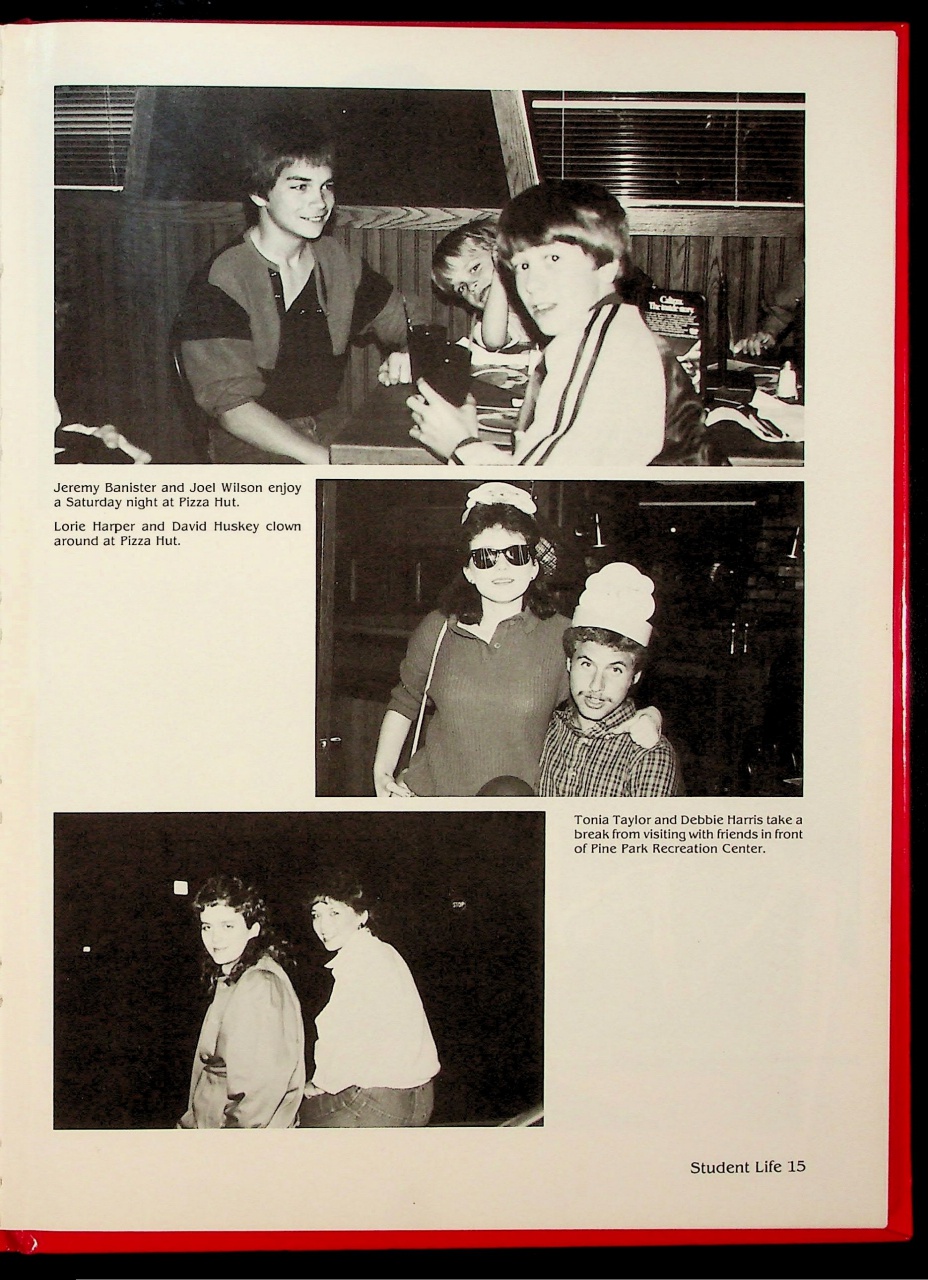 Calizza.
The inside story.
Jeremy Banister and Joel Wilson enjoy
a Saturday night at Pizza Hut.
Lorie Harper and David Huskey clown
around at Pizza Hut.
STOP
Tonia Taylor and Debbie Harris take a
break from visiting with friends in front
of Pine Park Recreation Center.
Student Life 15